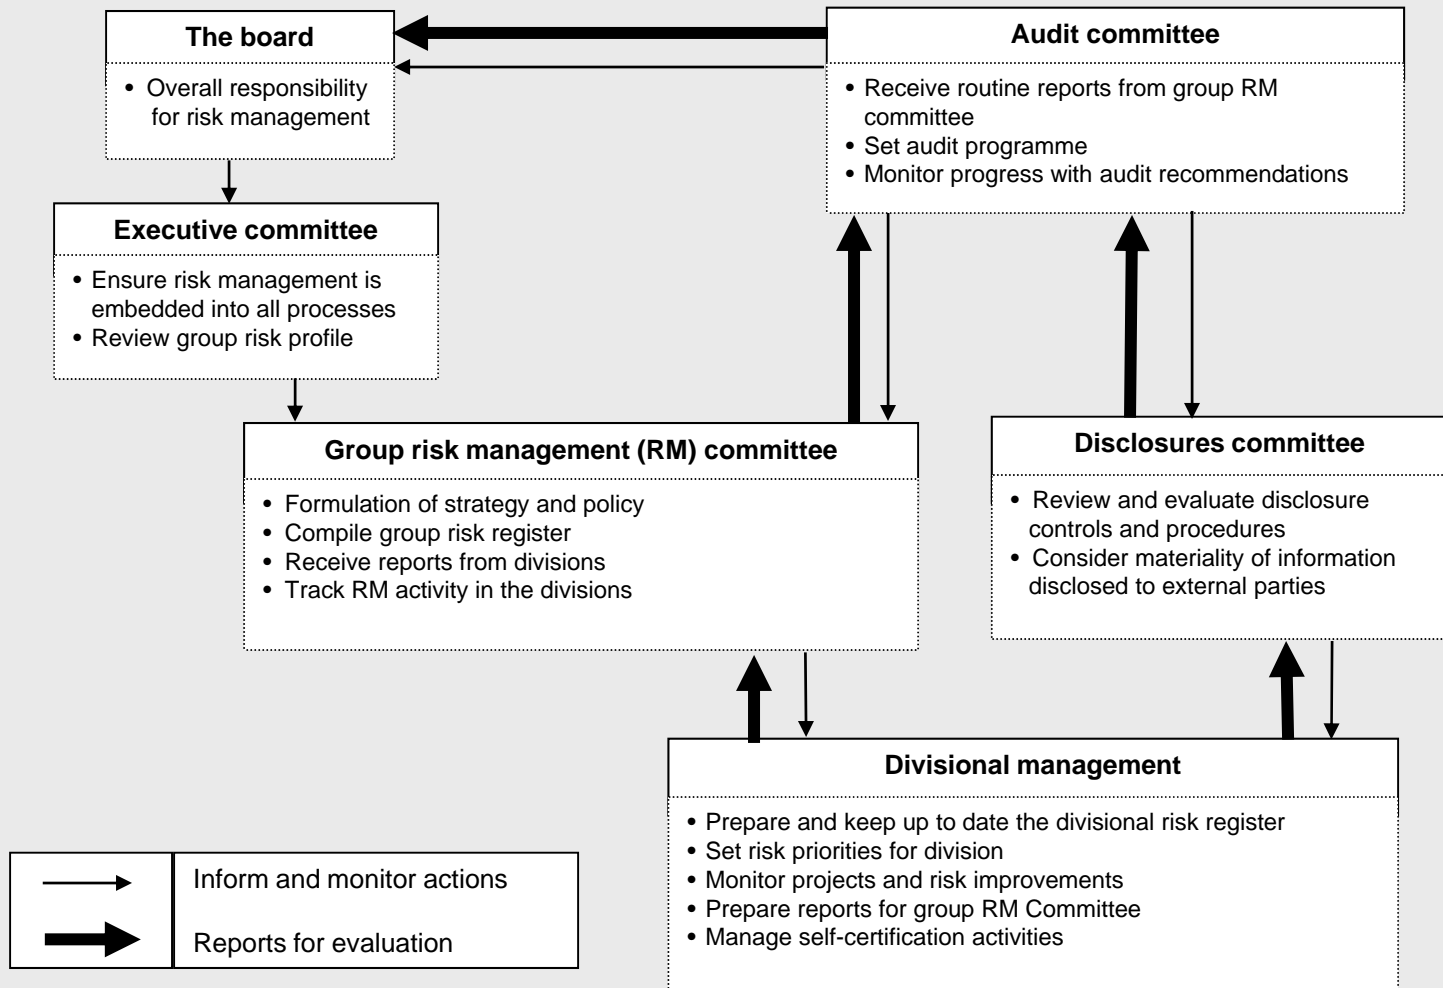 The board
• Overall responsibility
for risk management
Audit committee
• Receive routine reports from group RM
committee
• Set audit programme
• Monitor progress with audit recommendations
Executive committee
• Ensure risk management is
embedded into all processes
• Review group risk profile
Group risk management (RM) committee
• Formulation of strategy and policy
• Compile group risk register
• Receive reports from divisions
• Track RM activity in the divisions
Disclosures committee
• Review and evaluate disclosure
controls and procedures
• Consider materiality of information
disclosed to external parties
Divisional management
• Prepare and keep up to date the divisional risk register
• Set risk priorities for division
• Monitor projects and risk improvements
• Prepare reports for group RM Committee
• Manage self-certification activities
Inform and monitor actions
Reports for evaluation